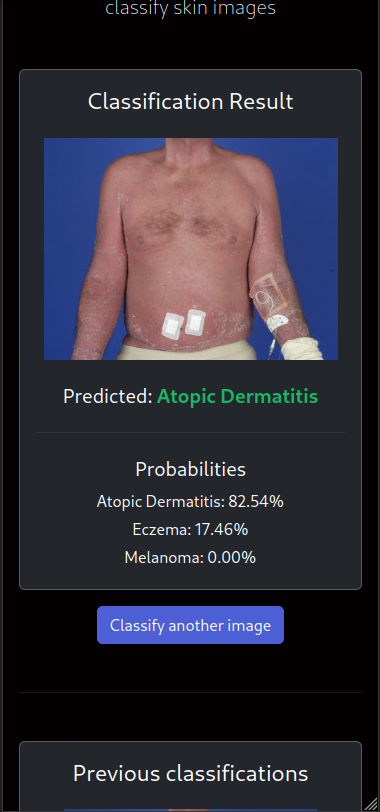 classify skin images
Classification Result
Predicted: Atopic Dermatitis
Probabilities
Atopic Dermatitis: 82.54%
Eczema: 17.46%
Melanoma: 0.00%
Classify another image
Previous classifications